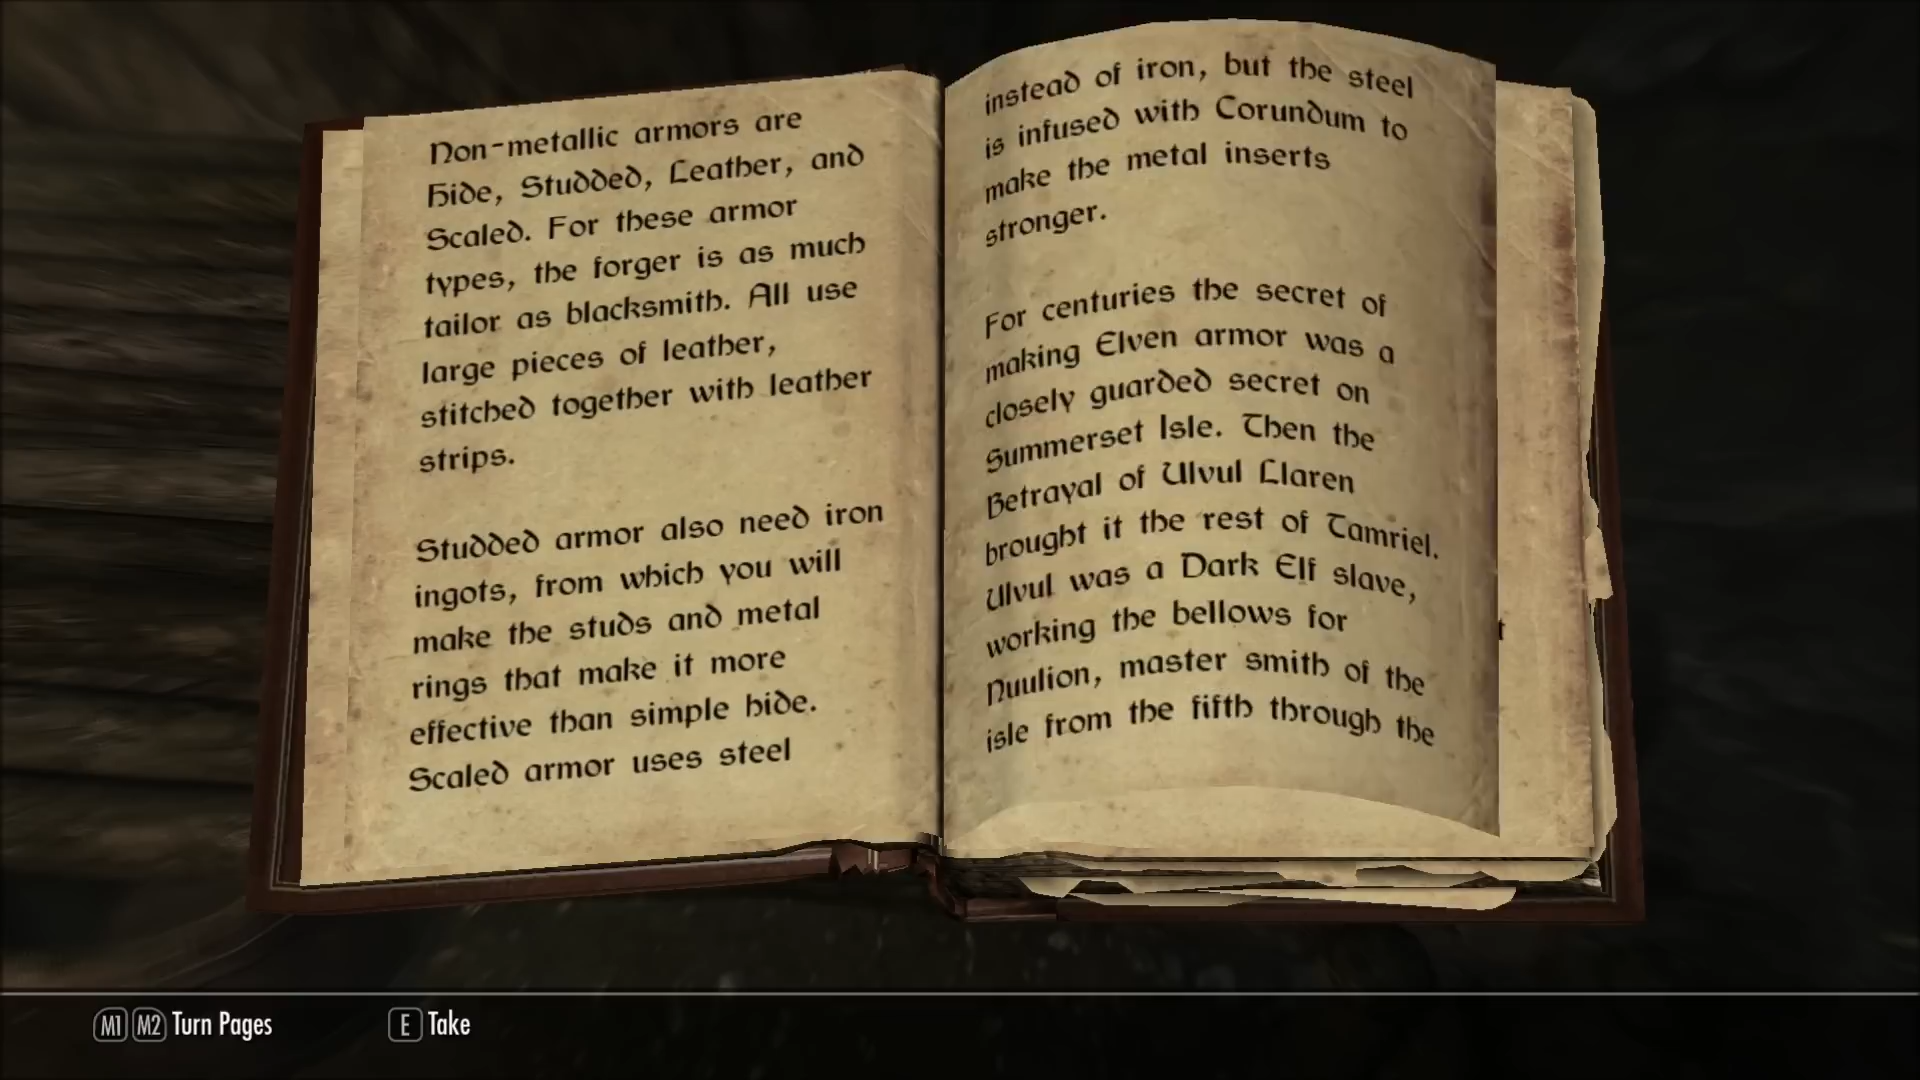 Non-metallic armors are
Hide, Studded, Leather, and
Scaled. For these armor
types, the forger is as much
tailor as blacksmith. All use
large pieces of leather,
stitched together with leather
strips.
Studded armor also need iron
ingots, from which you will
make the studs and metal
rings that make it more
effective than simple hide.
Scaled armor uses steel
instead of iron, but the steel
is infused with Corundum to
make the metal inserts
stronger.
For centuries the secret of
making Elven armor was a
closely guarded secret on
Summerset Isle. Then the
Betrayal of Ulvul Llaren
brought it the rest of Tamriel.
Ulvul was a Dark Elf slave,
working the bellows for
Nuulion, master smith of the
isle from the fifth through the
t
M1 M2 Turn Pages
E Take